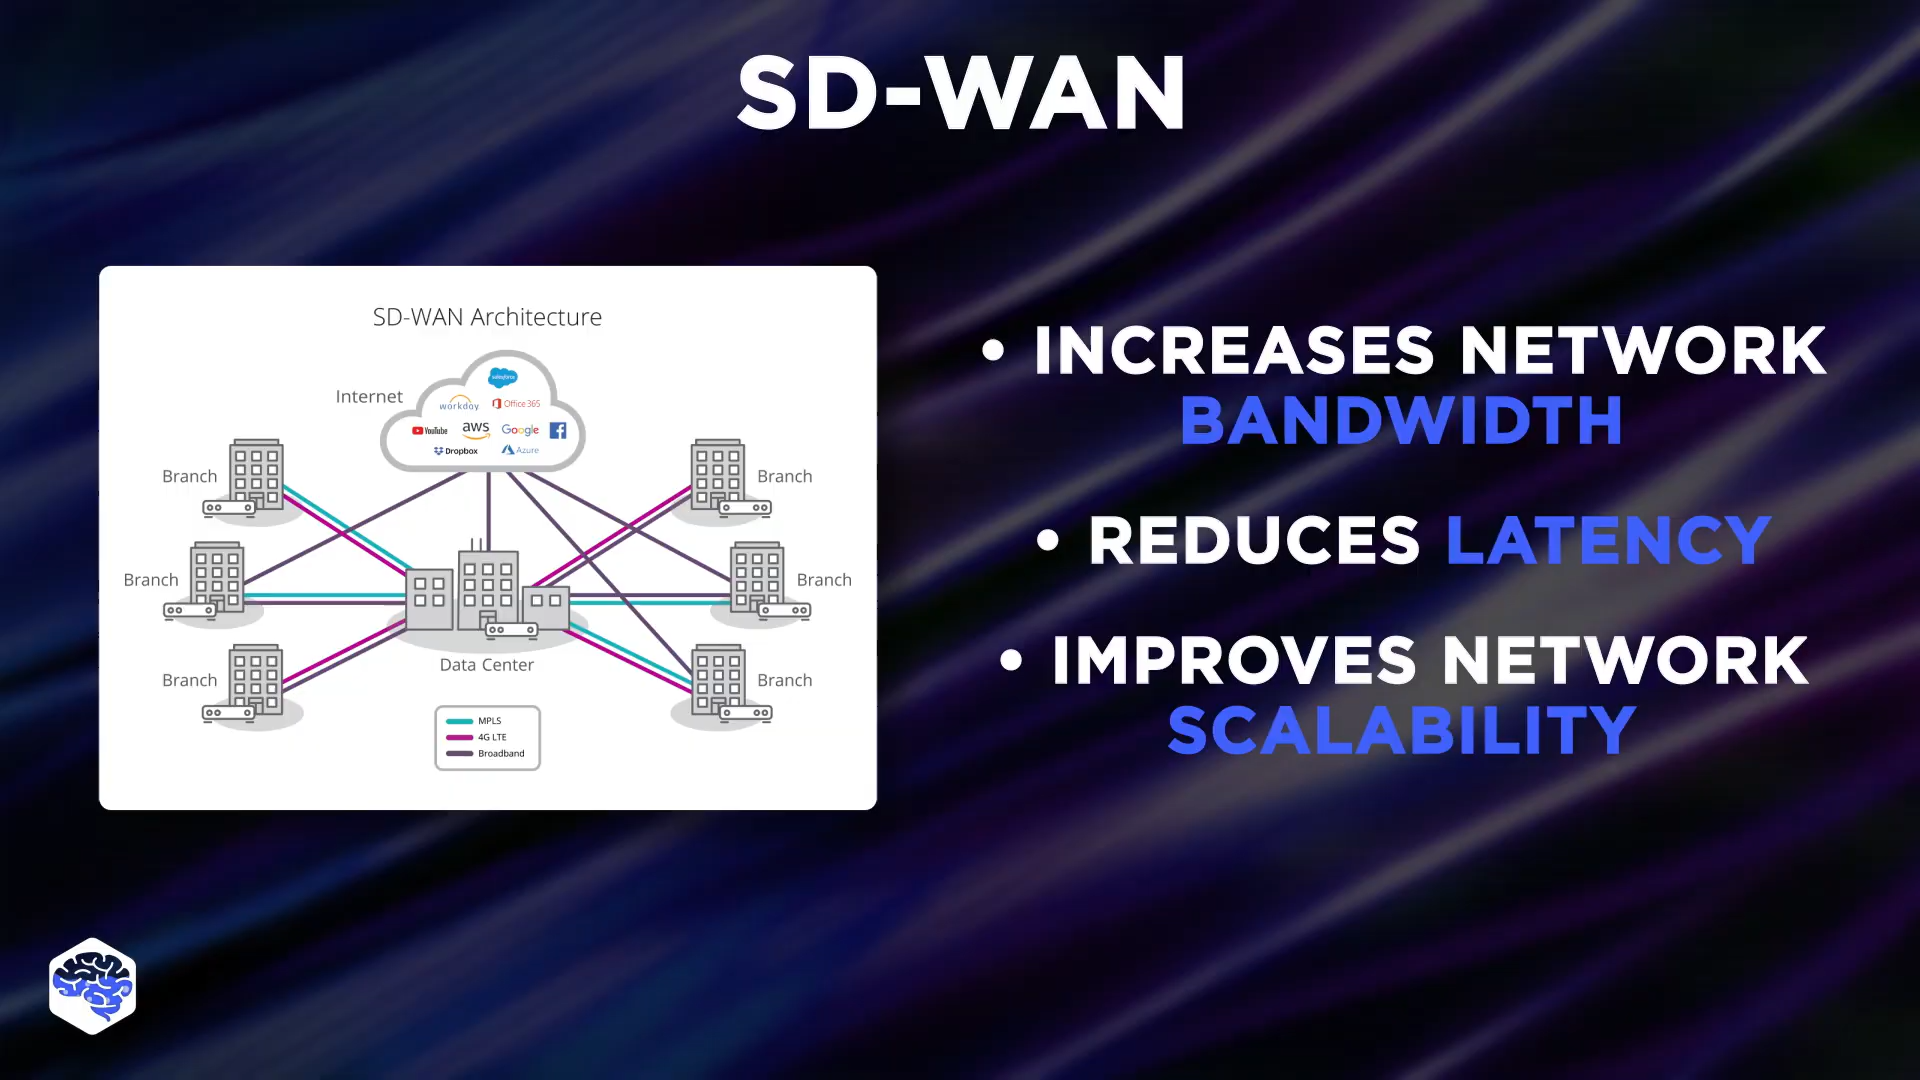 SD-WAN
SD-WAN Architecture
Internet
salesforce
workday
Office 365
YouTube
aws
Google
Dropbox
Azure
Branch
Branch
Branch
Branch
Branch
Branch
Data Center
MPLS
4G LTE
Broadband
• INCREASES NETWORK
BANDWIDTH
• REDUCES LATENCY
• IMPROVES NETWORK
SCALABILITY